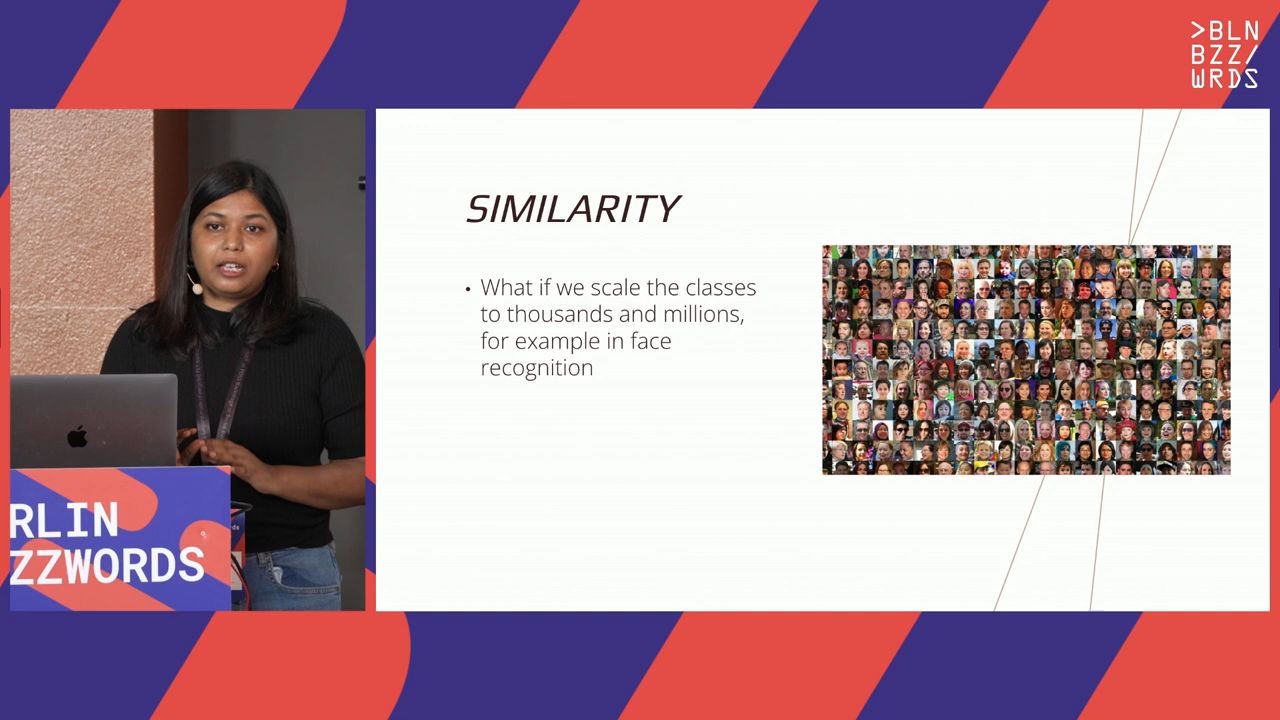 >BLN
BZZ/
WRDS
SIMILARITY
• What if we scale the classes
to thousands and millions,
for example in face
recognition
RLIN
ZZWORDS